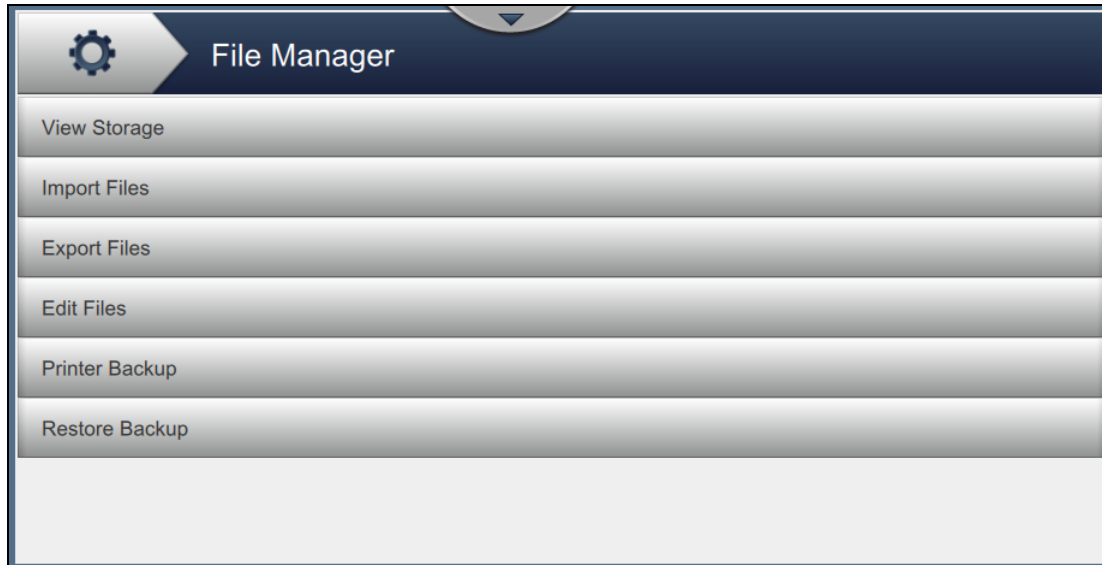 File Manager
View Storage
Import Files
Export Files
Edit Files
Printer Backup
Restore Backup